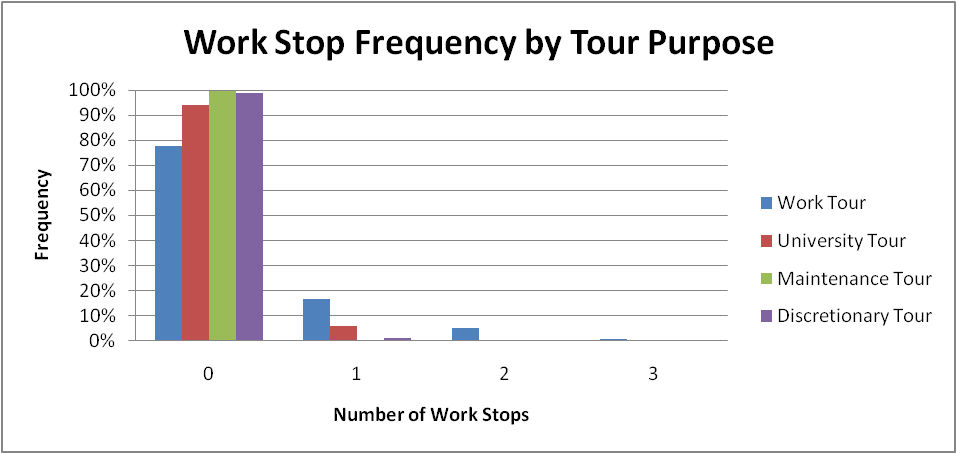 Work Stop Frequency by Tour Purpose
100%
90%
80%
70%
60%
50%
40%
30%
20%
10%
0%
Frequency
0 1 2 3
Number of Work Stops
Work Tour
University Tour
Maintenance Tour
Discretionary Tour